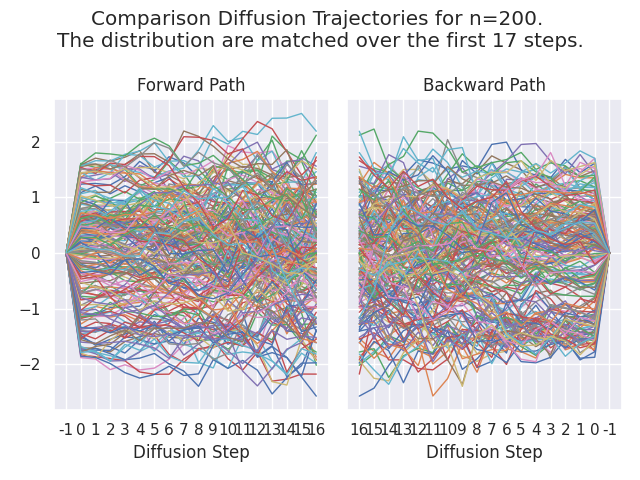 Comparison Diffusion Trajectories for n=200.
The distribution are matched over the first 17 steps.
Forward Path
Backward Path
2
1
0
−1
−2
-1 0 1 2 3 4 5 6 7 8 9 10 11 12 13 14 15 16
16 15 14 13 12 11 10 9 8 7 6 5 4 3 2 1 0 -1
Diffusion Step
Diffusion Step